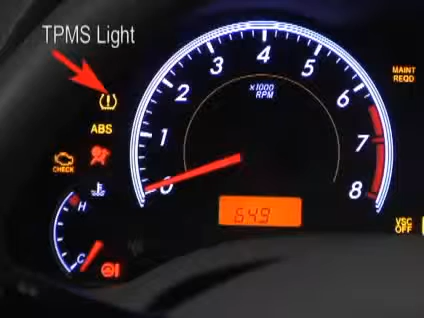 TPMS Light
MAINT
REQD
ABS
CHECK
0
1
2
3
4
5
6
7
8
×1000
RPM
H
C
649
VSC
OFF